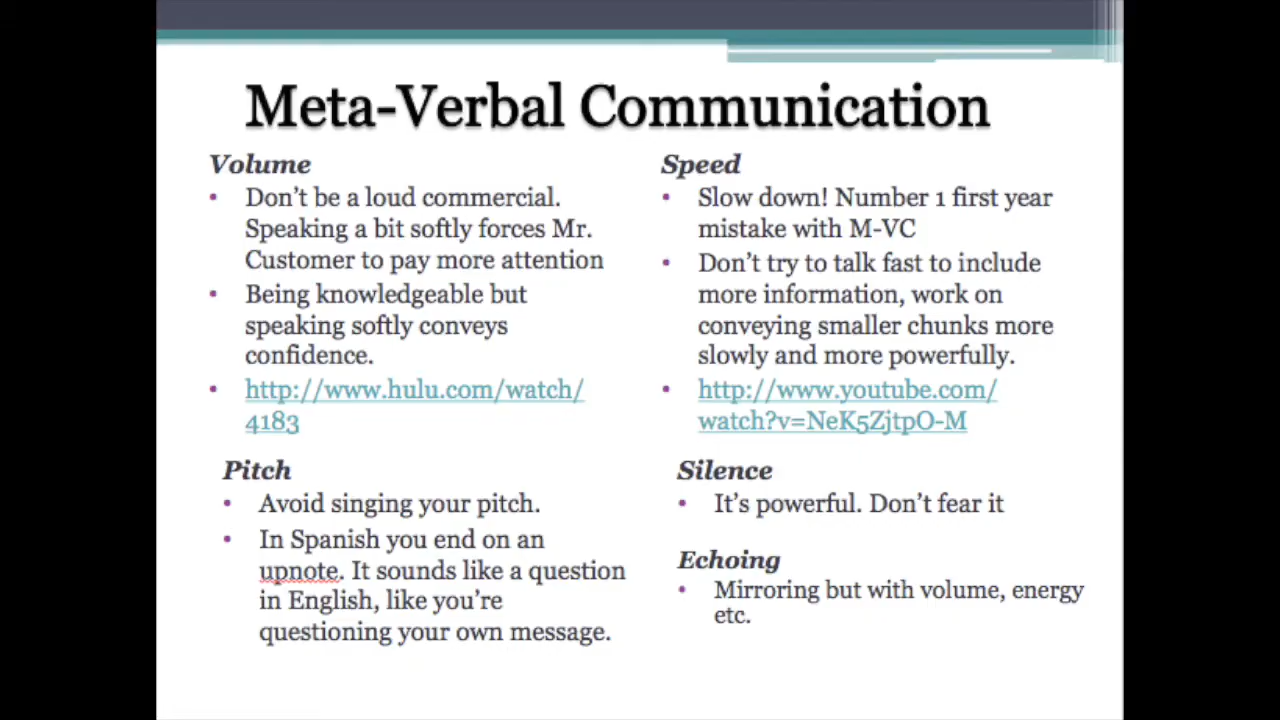 Meta-Verbal Communication
Volume
• Don't be a loud commercial.
Speaking a bit softly forces Mr.
Customer to pay more attention
• Being knowledgeable but
speaking softly conveys
confidence.
• http://www.hulu.com/watch/
4183
Pitch
• Avoid singing your pitch.
• In Spanish you end on an
upnote. It sounds like a question
in English, like you're
questioning your own message.
Speed
• Slow down! Number 1 first year
mistake with M-VC
• Don't try to talk fast to include
more information, work on
conveying smaller chunks more
slowly and more powerfully.
• http://www.youtube.com/
watch?v=NeK5ZjtpO-M
Silence
• It's powerful. Don't fear it
Echoing
• Mirroring but with volume, energy
etc.